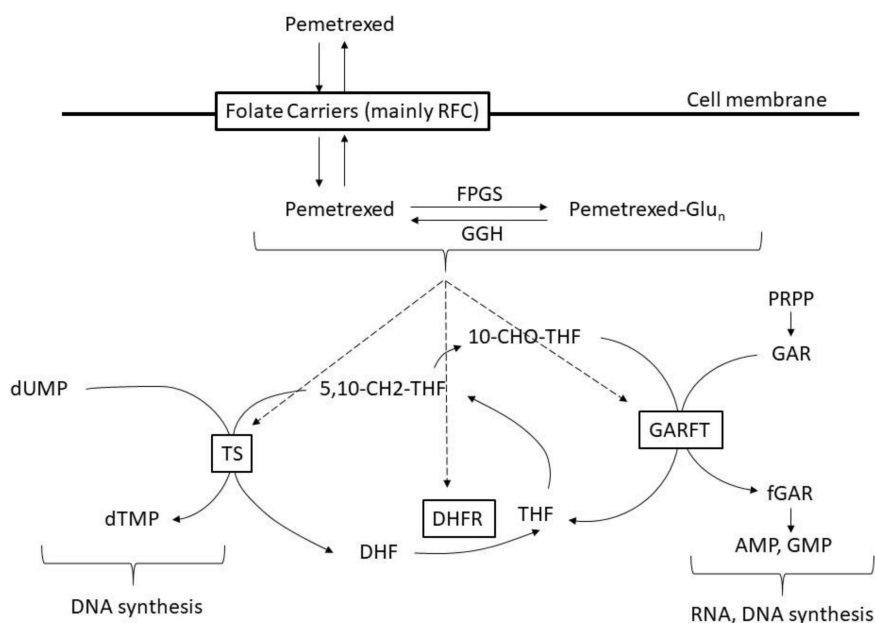 Pemetrexed
Cell membrane
Folate Carriers (mainly RFC)
FPGS
Pemetrexed
Pemetrexed-Glun
GGH
PRPP
10-CHO-THF
GAR
dUMP
5,10-CH2-THF
GARFT
TS
fGAR
dTMP
DHFR
THF
DHF
AMP, GMP
DNA synthesis
RNA, DNA synthesis